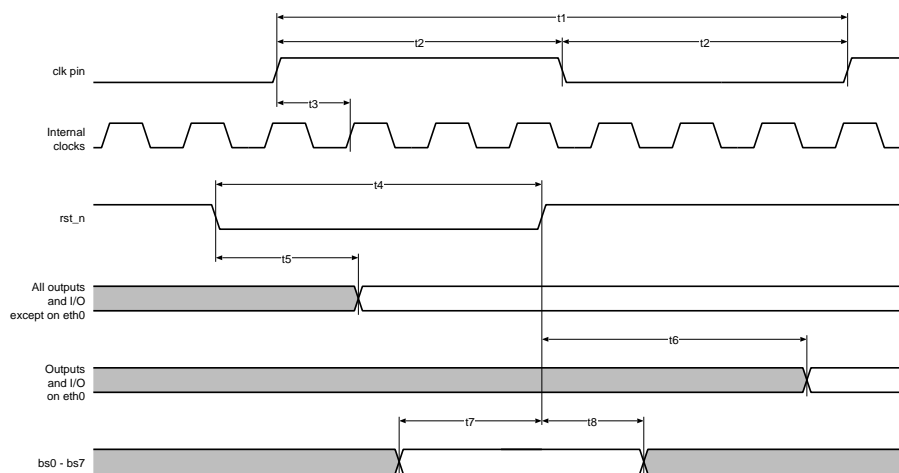 t1
t2
t2
clk pin
t3
Internal
clocks
t4
rst_n
t5
All outputs
and I/O
except on eth0
t6
Outputs
and I/O
on eth0
t7
t8
bs0 - bs7